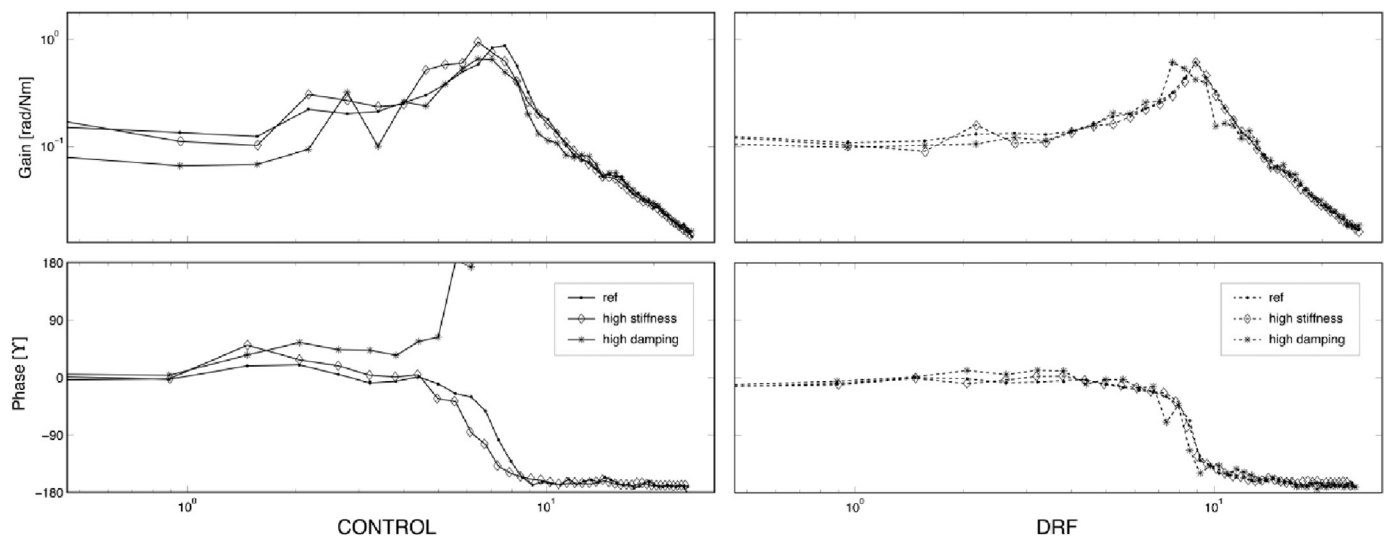 10⁰
10⁻¹
Gain [rad/Nm]
180
90
0
−90
−180
Phase [ϒ]
ref
high stiffness
high damping
10⁰
10¹
CONTROL
ref
high stiffness
high damping
10⁰
10¹
DRF